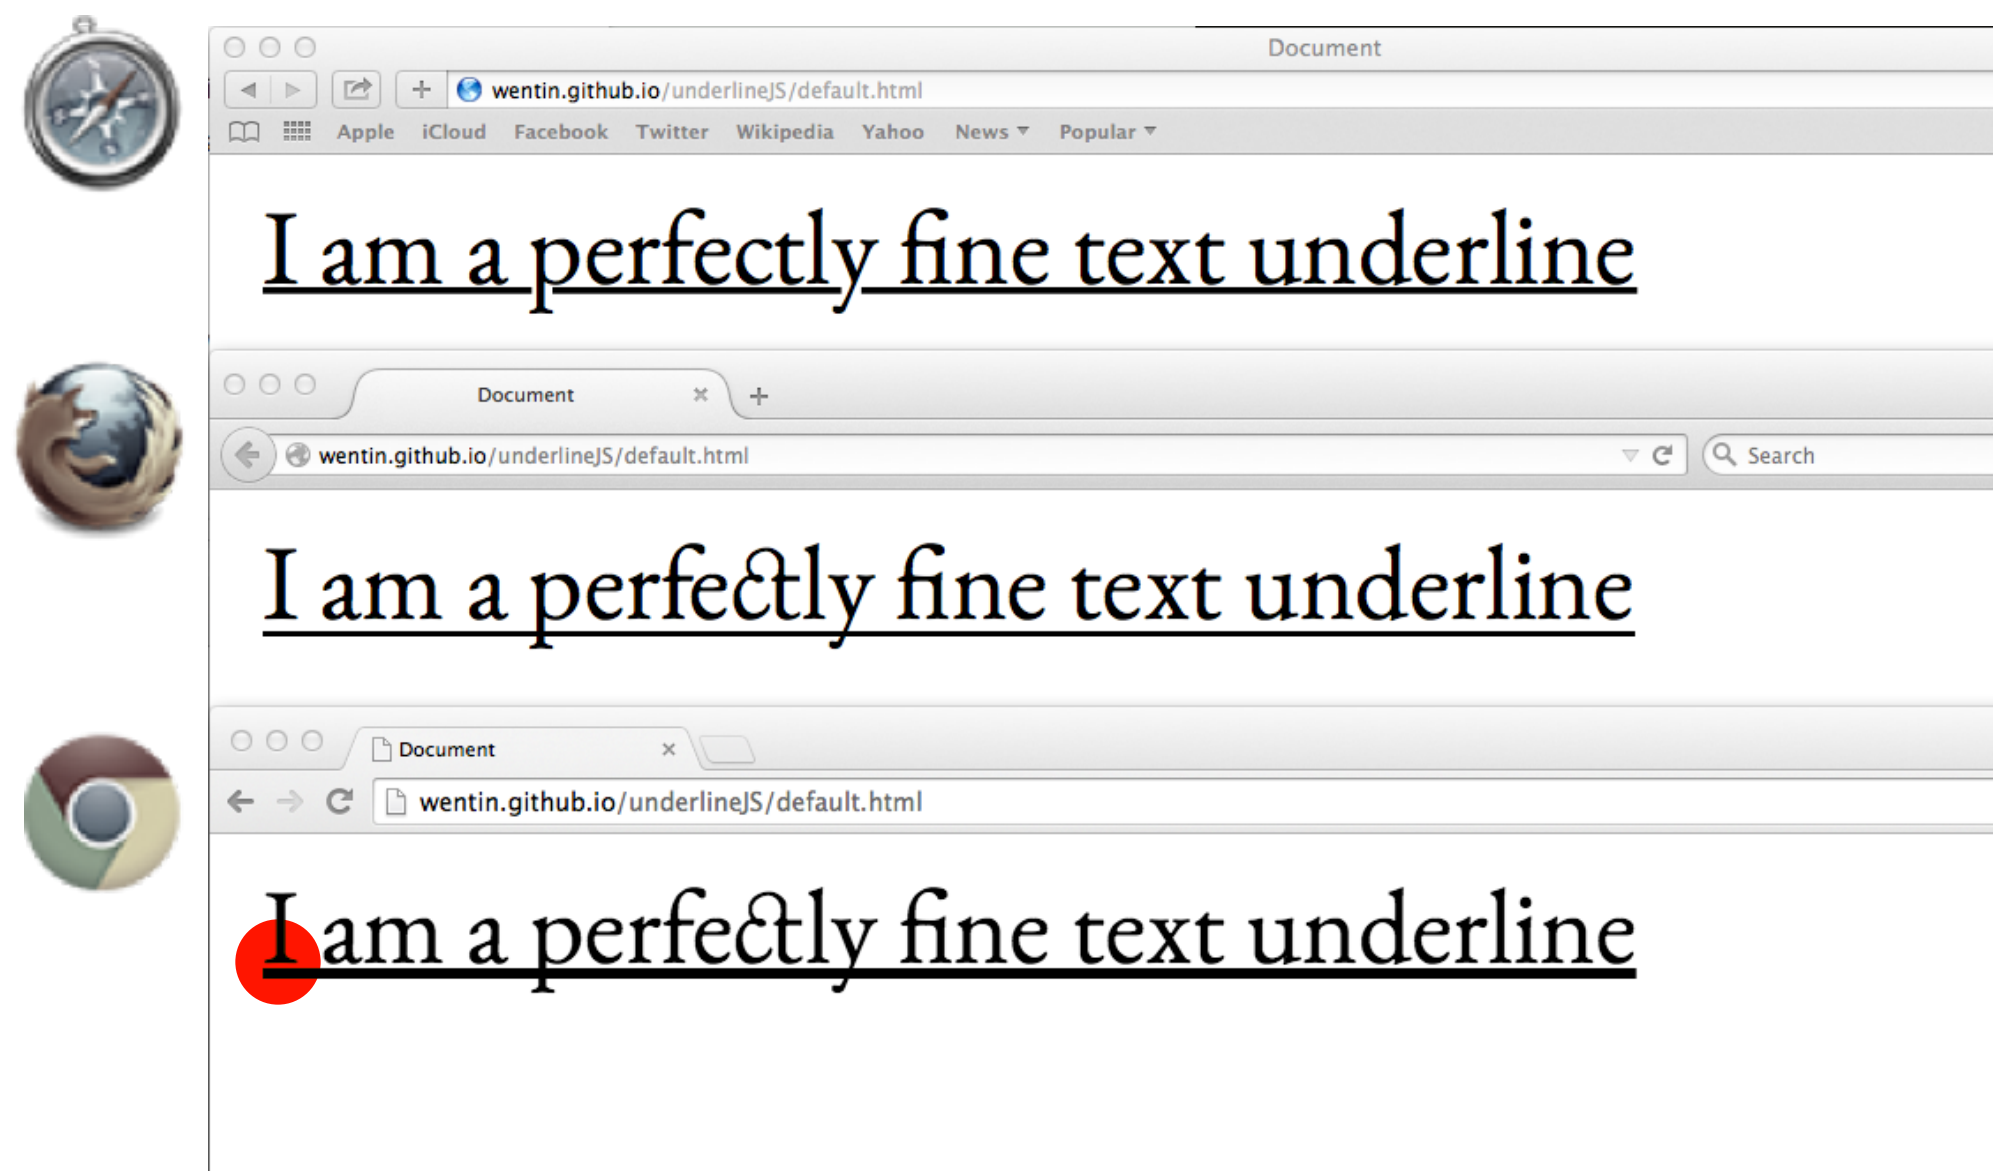 Document
wentin.github.io/underlineJS/default.html
Apple iCloud Facebook Twitter Wikipedia Yahoo News Popular
I am a perfectly fine text underline
Document
wentin.github.io/underlineJS/default.html Search
I am a perfectly fine text underline
Document
wentin.github.io/underlineJS/default.html
I am a perfectly fine text underline